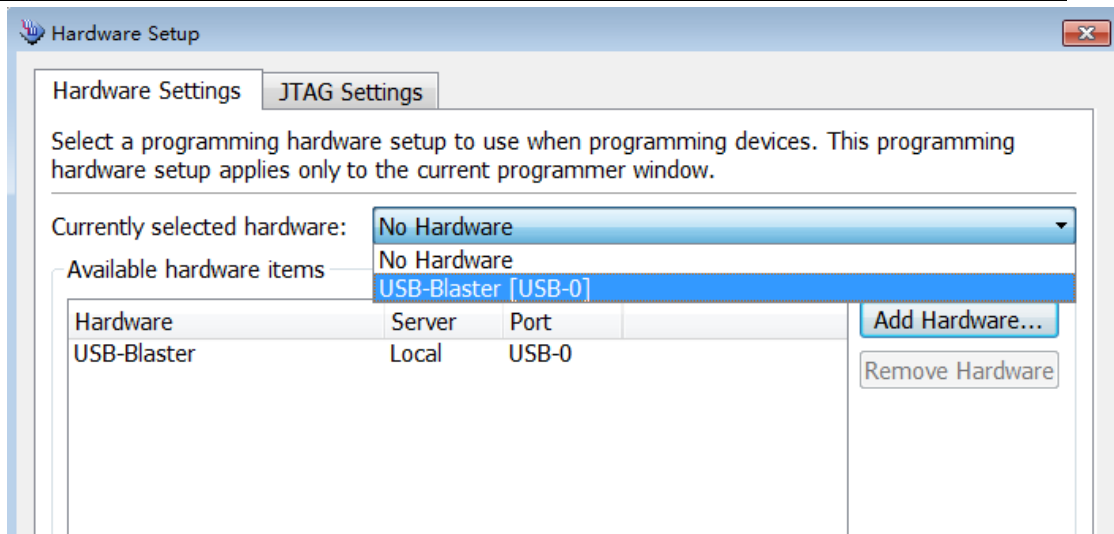 Hardware Setup
Hardware Settings JTAG Settings
Select a programming hardware setup to use when programming devices. This programming
hardware setup applies only to the current programmer window.
Currently selected hardware: No Hardware
No Hardware
Available hardware items
USB-Blaster [USB-0]
Hardware Server Port
Add Hardware...
USB-Blaster Local USB-0
Remove Hardware